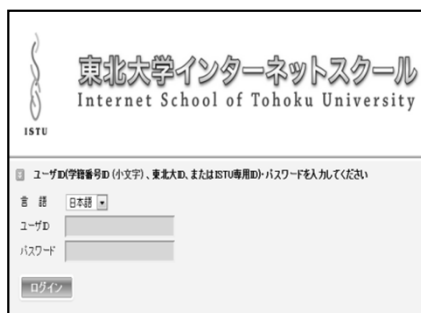 東北大学インターネットスクール
Internet School of Tohoku University
ISTU
ユーザID(学籍番号ID (小文字) 、東北大ID、またはISTU専用ID)・パスワードを入力してください
言 語 日本語
ユーザID
パスワード
ログイン